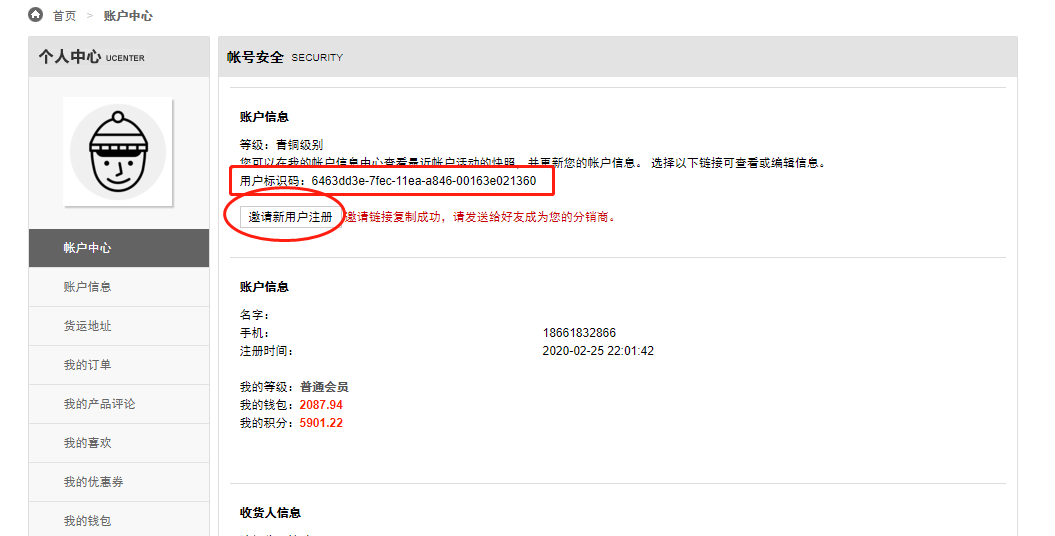 首页 > 账户中心
个人中心 UCENTER
帐户中心
账户信息
货运地址
我的订单
我的产品评论
我的喜欢
我的优惠券
我的钱包
帐号安全 SECURITY
账户信息
等级：青铜级别
您可以在我的帐户信息中心查看最近帐户活动的快照，并更新您的帐户信息。 选择以下链接可查看或编辑信息。
用户标识码：6463dd3e-7fec-11ea-a846-00163e021360
邀请新用户注册 邀请链接复制成功，请发送给好友成为您的分销商。
账户信息
名字：
手机： 18661832866
注册时间： 2020-02-25 22:01:42
我的等级：普通会员
我的钱包：2087.94
我的积分：5901.22
收货人信息